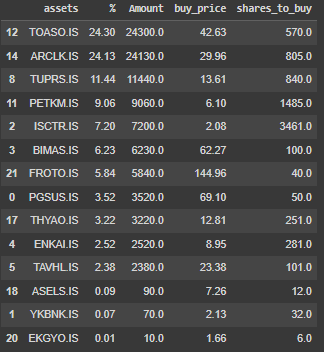 assets % Amount buy_price shares_to_buy
12 TOASO.IS 24.30 24300.0 42.63 570.0
14 ARCLK.IS 24.13 24130.0 29.96 805.0
8 TUPRS.IS 11.44 11440.0 13.61 840.0
11 PETKM.IS 9.06 9060.0 6.10 1485.0
2 ISCTR.IS 7.20 7200.0 2.08 3461.0
3 BIMAS.IS 6.23 6230.0 62.27 100.0
21 FROTO.IS 5.84 5840.0 144.96 40.0
0 PGSUS.IS 3.52 3520.0 69.10 50.0
17 THYAO.IS 3.22 3220.0 12.81 251.0
4 ENKAI.IS 2.52 2520.0 8.95 281.0
5 TAVHL.IS 2.38 2380.0 23.38 101.0
18 ASELS.IS 0.09 90.0 7.26 12.0
1 YKBNK.IS 0.07 70.0 2.13 32.0
20 EKGYO.IS 0.01 10.0 1.66 6.0